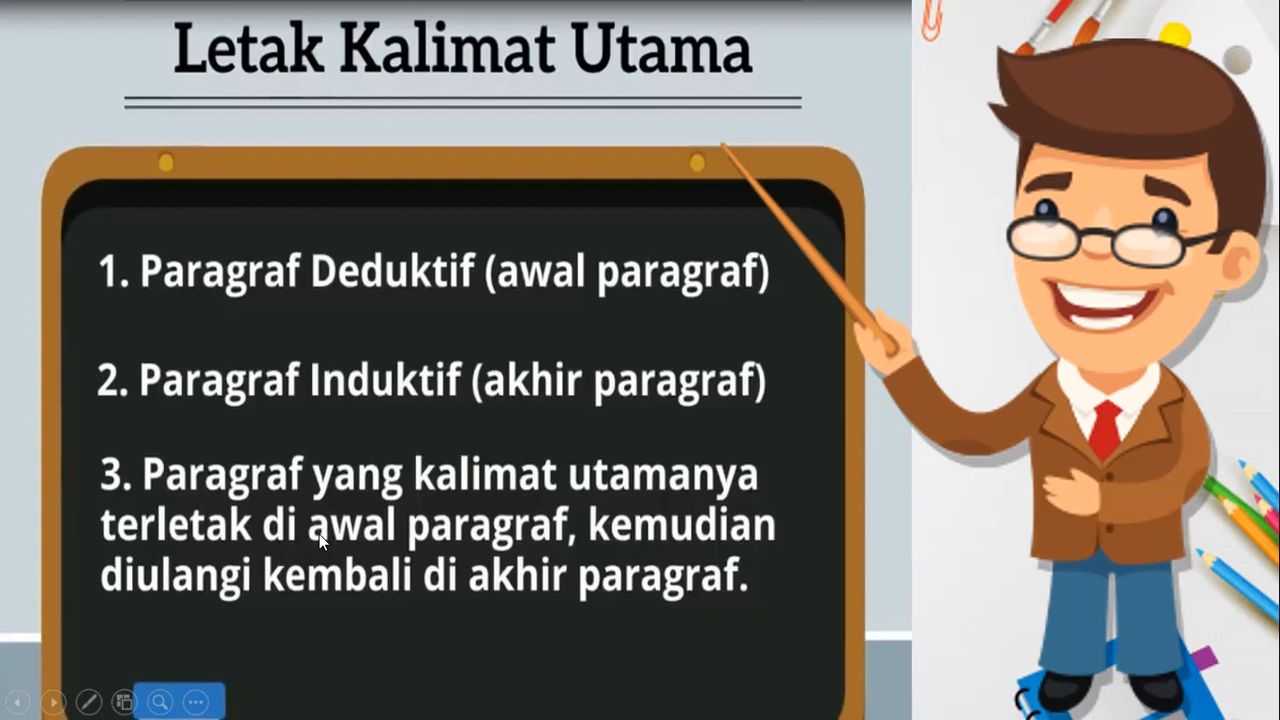 Letak Kalimat Utama
1. Paragraf Deduktif (awal paragraf)
2. Paragraf Induktif (akhir paragraf)
3. Paragraf yang kalimat utamanya
terletak di awal paragraf, kemudian
diulangi kembali di akhir paragraf.